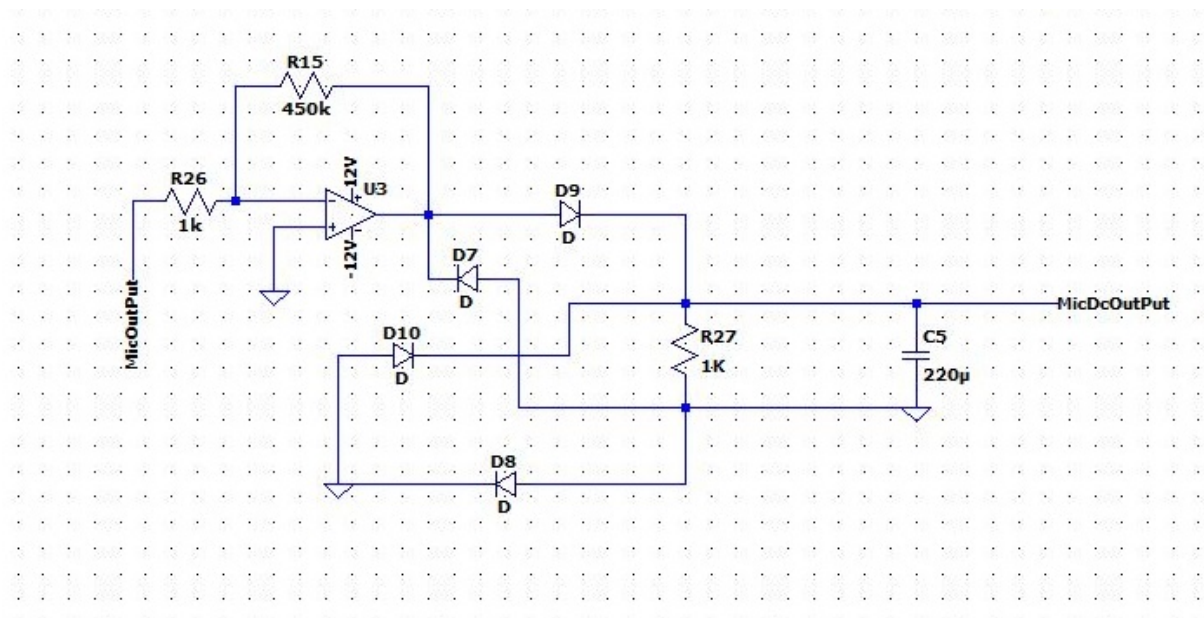 R15
450k
R26
1k
12V
U3
-12V
MicOutPut
D9
D
D7
D
MicDcOutPut
D10
D
R27
1K
C5
220µ
D8
D